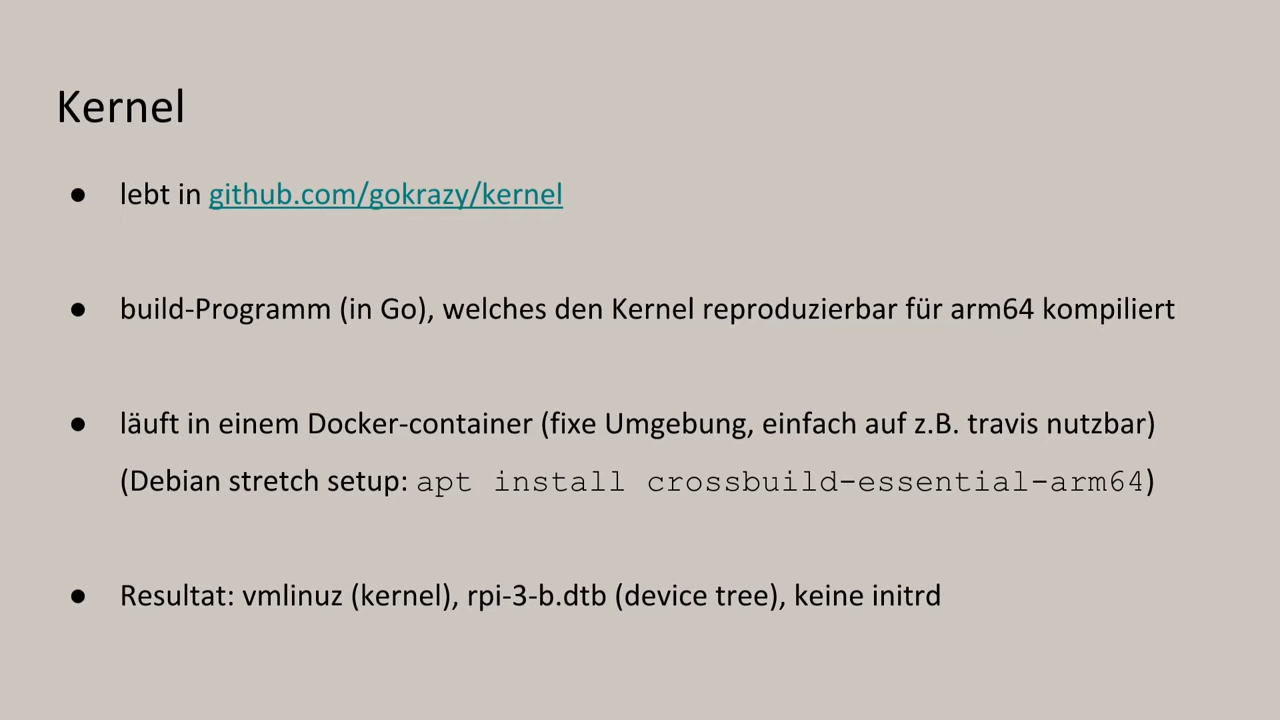 Kernel
● lebt in github.com/gokrazy/kernel
● build-Programm (in Go), welches den Kernel reproduzierbar für arm64 kompiliert
● läuft in einem Docker-container (fixe Umgebung, einfach auf z.B. travis nutzbar)
(Debian stretch setup: apt install crossbuild-essential-arm64)
● Resultat: vmlinuz (kernel), rpi-3-b.dtb (device tree), keine initrd